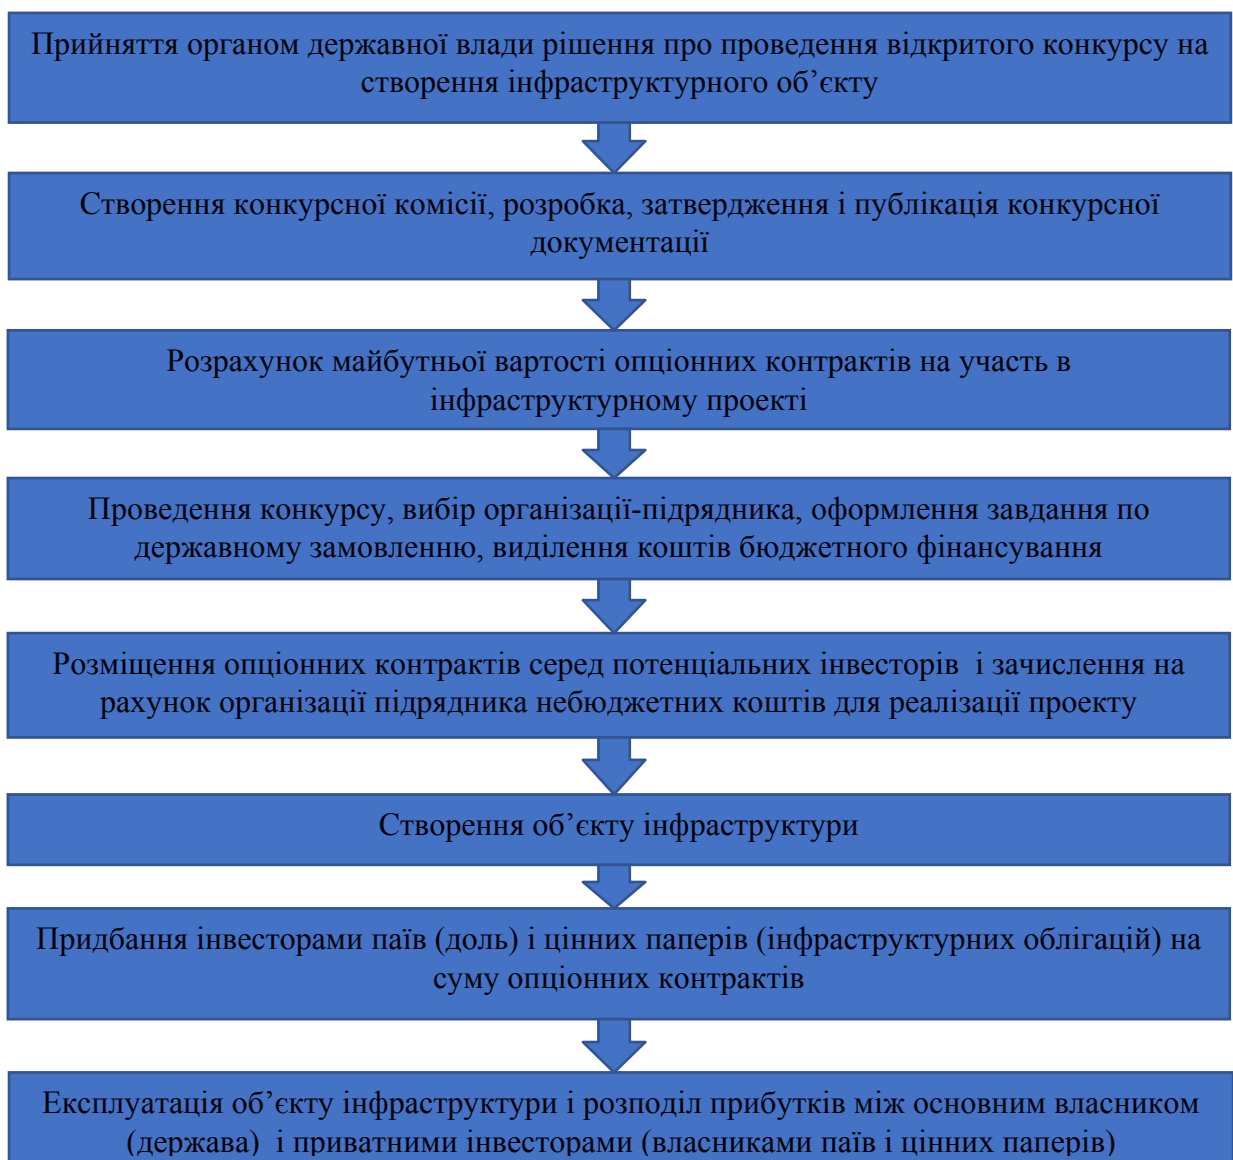 Прийняття органом державної влади рішення про проведення відкритого конкурсу на
створення інфраструктурного об’єкту
Створення конкурсної комісії, розробка, затвердження і публікація конкурсної
документації
Розрахунок майбутньої вартості опціонних контрактів на участь в
інфраструктурному проекті
Проведення конкурсу, вибір організації-підрядника, оформлення завдання по
державному замовленню, виділення коштів бюджетного фінансування
Розміщення опціонних контрактів серед потенціальних інвесторів і зачислення на
рахунок організації підрядника небюджетних коштів для реалізації проекту
Створення об’єкту інфраструктури
Придбання інвесторами паїв (доль) і цінних паперів (інфраструктурних облігацій) на
суму опціонних контрактів
Експлуатація об’єкту інфраструктури і розподіл прибутків між основним власником
(держава) і приватними інвесторами (власниками паїв і цінних паперів)